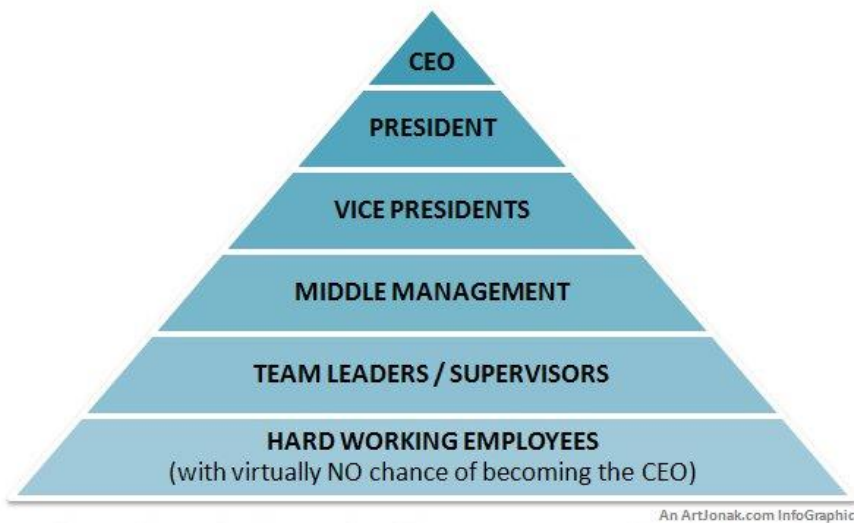 CEO
PRESIDENT
VICE PRESIDENTS
MIDDLE MANAGEMENT
TEAM LEADERS / SUPERVISORS
HARD WORKING EMPLOYEES
(with virtually NO chance of becoming the CEO)
An ArtJonak.com InfoGraphic